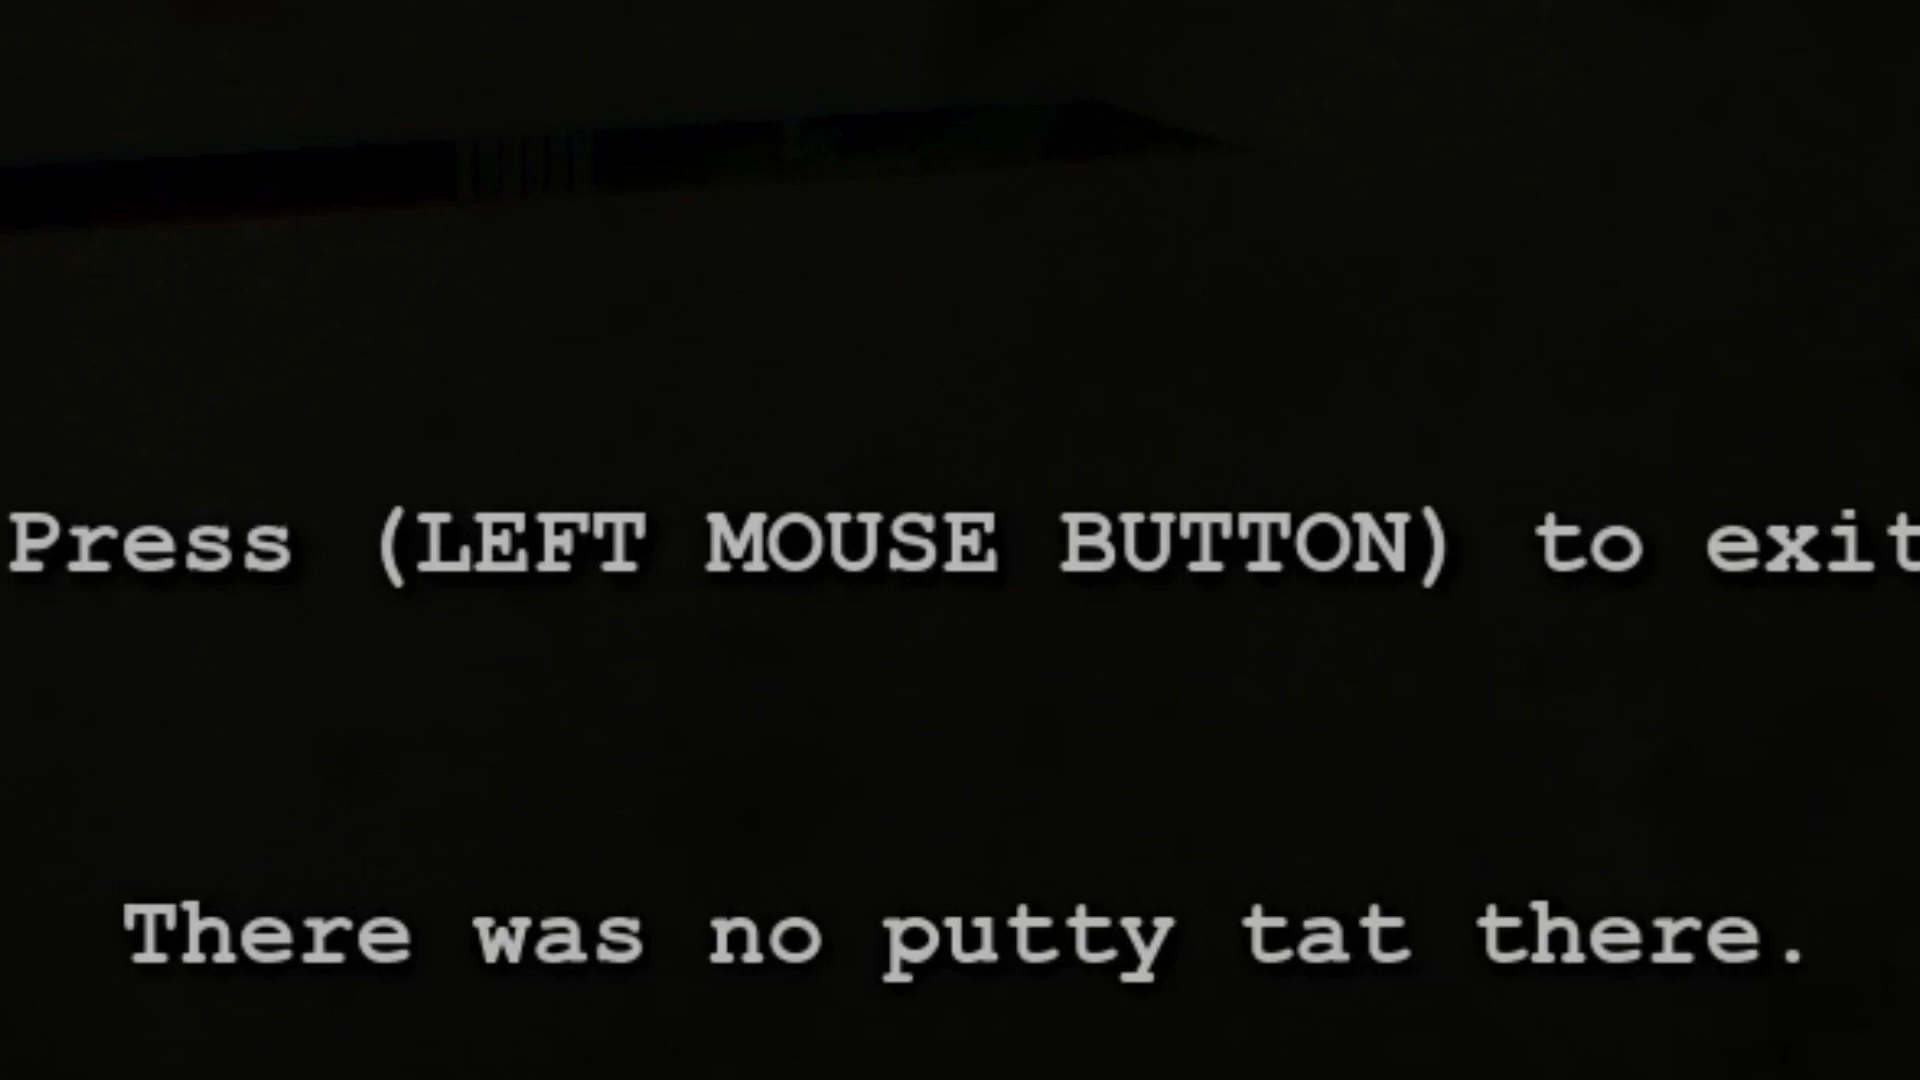 Press (LEFT MOUSE BUTTON) to exit
There was no putty tat there.